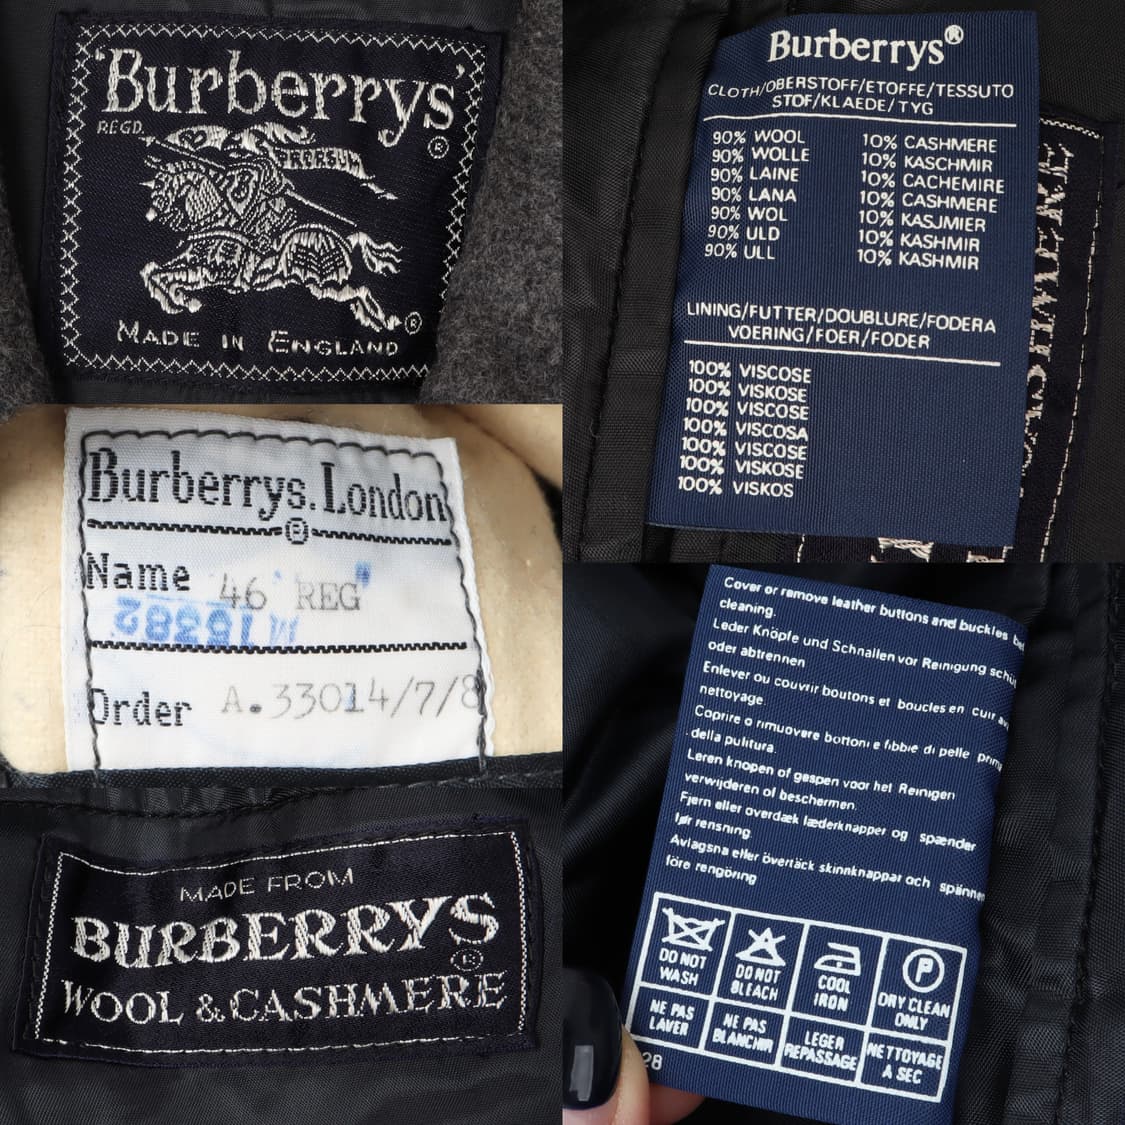 'Burberrys'
REGD.
®
PRORSUM
®
MADE IN ENGLAND
Burberrys®
CLOTH/OBERSTOFF/ETOFFE/TESSUTO
STOF/KLAEDE/TYG
90% WOOL 10% CASHMERE
90% WOLLE 10% KASCHMIR
90% LAINE 10% CACHEMIRE
90% LANA 10% CASHMERE
90% WOL 10% KASJMIER
90% ULD 10% KASHMIR
90% ULL 10% KASHMIR
LINING/FUTTER/DOUBLURE/FODERA
VOERING/FOER/FODER
100% VISCOSE
100% VISKOSE
100% VISCOSE
100% VISCOSA
100% VISCOSE
100% VISKOSE
100% VISKOS
CASHMERE
Burberrys. London
®
Name 46 REG
M 15382
Order A.33014/7/8
MADE FROM
BURBERRYS
®
WOOL & CASHMERE
Cover or remove leather buttons and buckles
cleaning.
Leder Knöpfe und Schnallen vor Reinigung
oder abtrennen
Enlever ou couvrir boutons et boucles en cuir
nettoyage.
Coprire o rimuovere bottoni e fibbie di pelle
della pulitura.
Leren knopen of gespen voor het Reinigen
verwijderen of beschermen.
Fjern eller overdæk læderknapper og spænder
før rensning.
Avlagsna eller övertäck skinnknappar och
före rengöring
DO NOT WASH
DO NOT BLEACH
COOL IRON
P
DRY CLEAN ONLY
NE PAS LAVER
NE PAS BLANCHIR
LEGER REPASSAGE
NETTOYAGE A SEC
28